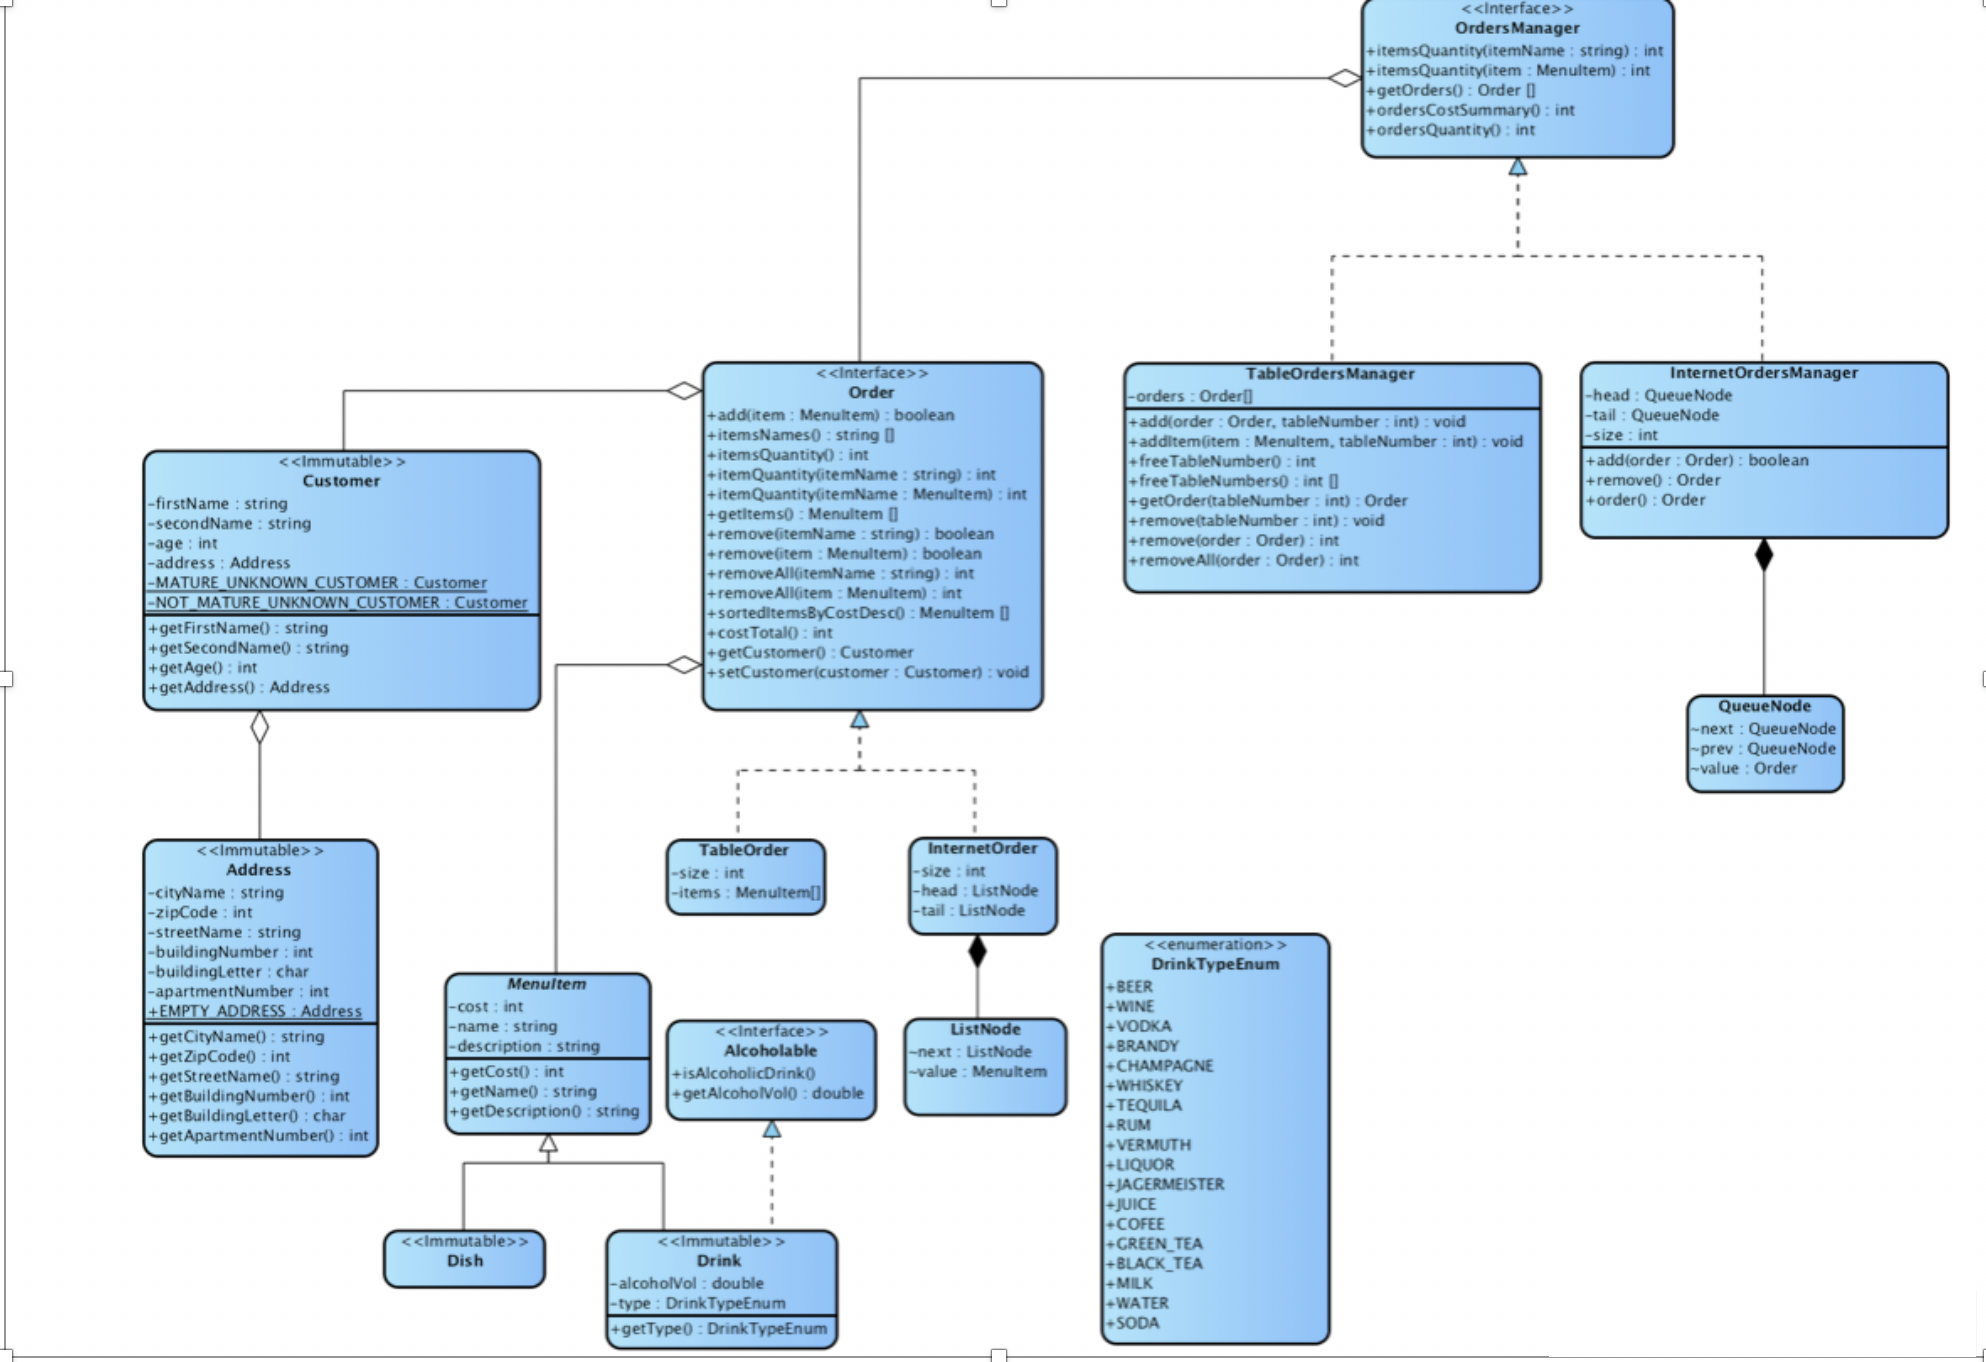 <<Interface>>
OrdersManager
+itemsQuantity(itemName : string) : int
+itemsQuantity(item : MenuItem) : int
+getOrders() : Order []
+ordersCostSummary() : int
+ordersQuantity() : int
<<Interface>>
Order
+add(item : MenuItem) : boolean
+itemsNames() : string []
+itemsQuantity() : int
+itemQuantity(itemName : string) : int
+itemQuantity(itemName : MenuItem) : int
+getItems() : MenuItem []
+remove(itemName : string) : boolean
+remove(item : MenuItem) : boolean
+removeAll(itemName : string) : int
+removeAll(item : MenuItem) : int
+sortedItemsByCostDesc() : MenuItem []
+costTotal() : int
+getCustomer() : Customer
+setCustomer(customer : Customer) : void
TableOrdersManager
-orders : Order[]
+add(order : Order, tableNumber : int) : void
+addItem(item : MenuItem, tableNumber : int) : void
+freeTableNumber() : int
+freeTableNumbers() : int []
+getOrder(tableNumber : int) : Order
+remove(tableNumber : int) : void
+remove(order : Order) : int
+removeAll(order : Order) : int
InternetOrdersManager
-head : QueueNode
-tail : QueueNode
-size : int
+add(order : Order) : boolean
+remove() : Order
+order() : Order
<<Immutable>>
Customer
-firstName : string
-secondName : string
-age : int
-address : Address
-MATURE_UNKNOWN_CUSTOMER : Customer
-NOT_MATURE_UNKNOWN_CUSTOMER : Customer
+getFirstName() : string
+getSecondName() : string
+getAge() : int
+getAddress() : Address
QueueNode
~next : QueueNode
~prev : QueueNode
~value : Order
<<Immutable>>
Address
-cityName : string
-zipCode : int
-streetName : string
-buildingNumber : int
-buildingLetter : char
-apartmentNumber : int
+EMPTY_ADDRESS : Address
+getCityName() : string
+getZipCode() : int
+getStreetName() : string
+getBuildingNumber() : int
+getBuildingLetter() : char
+getApartmentNumber() : int
TableOrder
-size : int
-items : MenuItem[]
InternetOrder
-size : int
-head : ListNode
-tail : ListNode
MenuItem
-cost : int
-name : string
-description : string
+getCost() : int
+getName() : string
+getDescription() : string
<<Interface>>
Alcoholable
+isAlcoholicDrink()
+getAlcoholVol() : double
ListNode
~next : ListNode
~value : MenuItem
<<enumeration>>
DrinkTypeEnum
+BEER
+WINE
+VODKA
+BRANDY
+CHAMPAGNE
+WHISKEY
+TEQUILA
+RUM
+VERMUTH
+LIQUOR
+JAGERMEISTER
+JUICE
+COFEE
+GREEN_TEA
+BLACK_TEA
+MILK
+WATER
+SODA
<<Immutable>>
Dish
<<Immutable>>
Drink
-alcoholVol : double
-type : DrinkTypeEnum
+getType() : DrinkTypeEnum